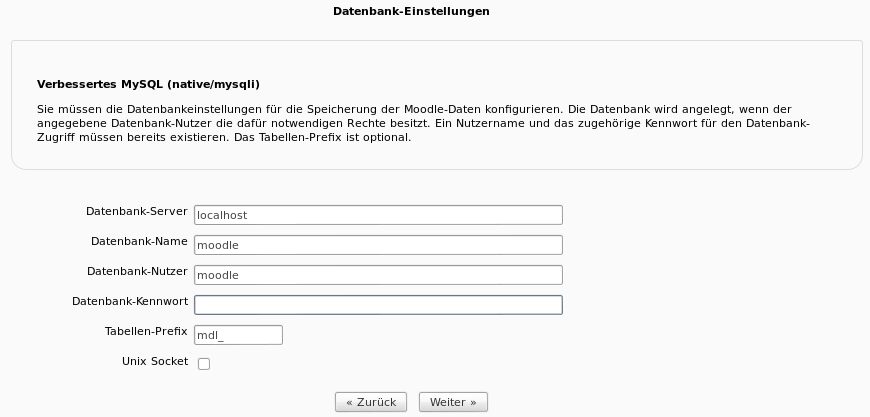 Datenbank-Einstellungen
Verbessertes MySQL (native/mysqli)
Sie müssen die Datenbankeinstellungen für die Speicherung der Moodle-Daten konfigurieren. Die Datenbank wird angelegt, wenn der
angegebene Datenbank-Nutzer die dafür notwendigen Rechte besitzt. Ein Nutzername und das zugehörige Kennwort für den Datenbank-
Zugriff müssen bereits existieren. Das Tabellen-Prefix ist optional.
Datenbank-Server localhost
Datenbank-Name moodle
Datenbank-Nutzer moodle
Datenbank-Kennwort
Tabellen-Prefix mdl_
Unix Socket
« Zurück Weiter »